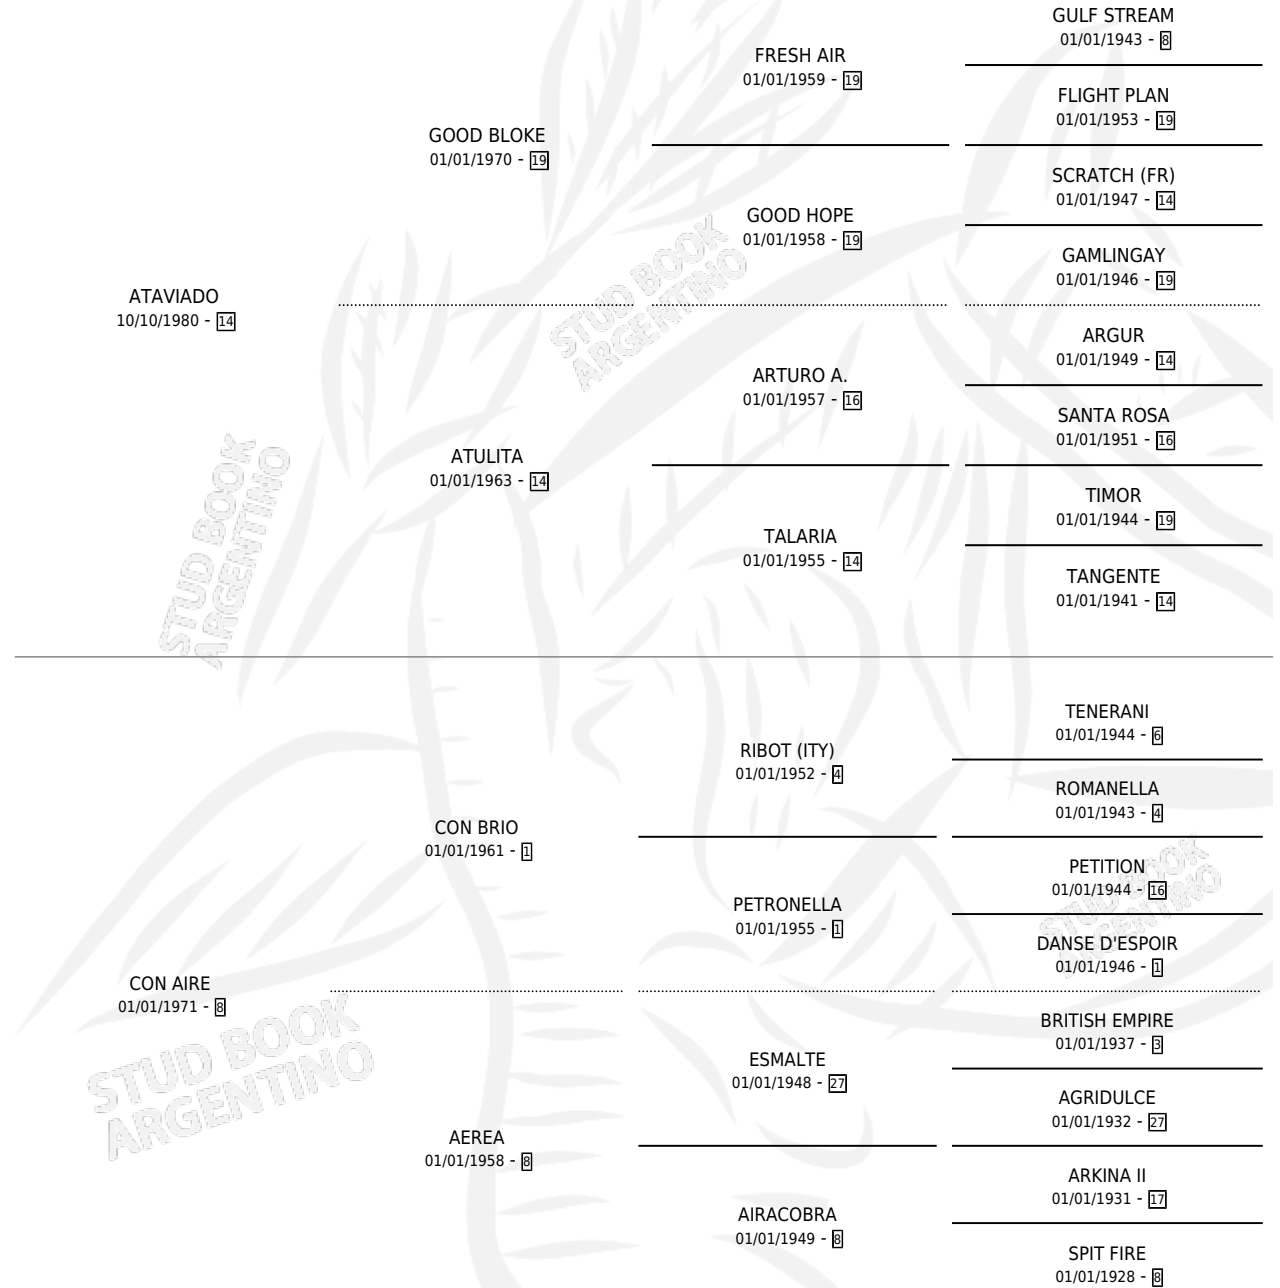 GULF STREAM
01/01/1943 - 8
FRESH AIR
01/01/1959 - 19
FLIGHT PLAN
01/01/1953 - 19
GOOD BLOKE
01/01/1970 - 19
SCRATCH (FR)
01/01/1947 - 14
GOOD HOPE
01/01/1958 - 19
GAMLINGAY
01/01/1946 - 19
ATAVIADO
10/10/1980 - 14
STUD BOOK
ARGENTINO
ARGUR
01/01/1949 - 14
ARTURO A.
01/01/1957 - 16
SANTA ROSA
01/01/1951 - 16
ATULITA
01/01/1963 - 14
TIMOR
01/01/1944 - 19
TALARIA
01/01/1955 - 14
TANGENTE
01/01/1941 - 14
STUD BOOK
ARGENTINO
TENERANI
01/01/1944 - 6
RIBOT (ITY)
01/01/1952 - 4
ROMANELLA
01/01/1943 - 4
CON BRIO
01/01/1961 - 1
PETITION
01/01/1944 - 16
PETRONELLA
01/01/1955 - 1
STUD BOOK
ARGENTINO
DANSE D'ESPOIR
01/01/1946 - 1
CON AIRE
01/01/1971 - 8
BRITISH EMPIRE
01/01/1937 - 3
STUD BOOK
ARGENTINO
ESMALTE
01/01/1948 - 27
AGRIDULCE
01/01/1932 - 27
AEREA
01/01/1958 - 8
ARKINA II
01/01/1931 - 17
AIRACOBRA
01/01/1949 - 8
SPIT FIRE
01/01/1928 - 8